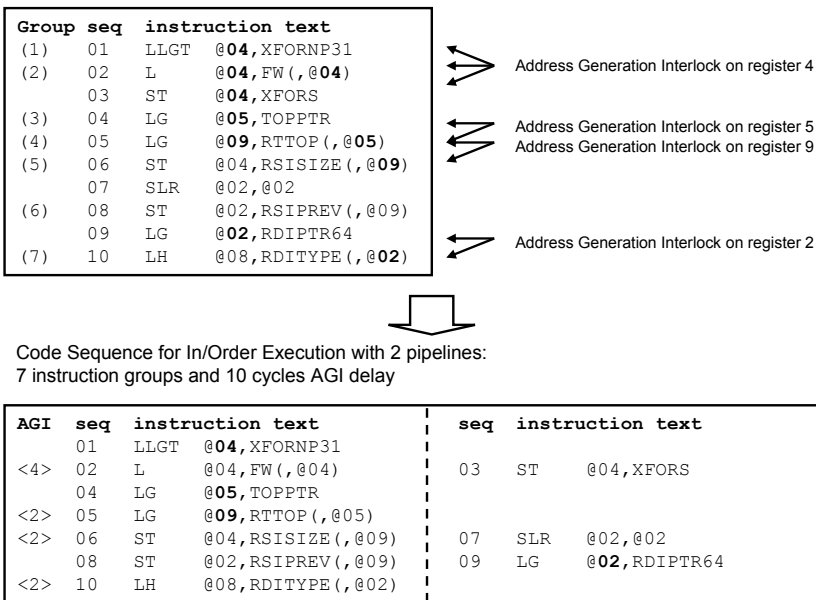 Group seq instruction text
(1) 01 LLGT @04,XFORNP31
(2) 02 L @04,FW(,@04)
03 ST @04,XFORS
(3) 04 LG @05,TOPPTR
(4) 05 LG @09,RTTOP(,@05)
(5) 06 ST @04,RSISIZE(,@09)
07 SLR @02,@02
(6) 08 ST @02,RSIPREV(,@09)
09 LG @02,RDIPTR64
(7) 10 LH @08,RDITYPE(,@02)
Address Generation Interlock on register 4
Address Generation Interlock on register 5
Address Generation Interlock on register 9
Address Generation Interlock on register 2
Code Sequence for In/Order Execution with 2 pipelines:
7 instruction groups and 10 cycles AGI delay
AGI seq instruction text seq instruction text
01 LLGT @04,XFORNP31
<4> 02 L @04,FW(,@04) 03 ST @04,XFORS
04 LG @05,TOPPTR
<2> 05 LG @09,RTTOP(,@05)
<2> 06 ST @04,RSISIZE(,@09) 07 SLR @02,@02
08 ST @02,RSIPREV(,@09) 09 LG @02,RDIPTR64
<2> 10 LH @08,RDITYPE(,@02)